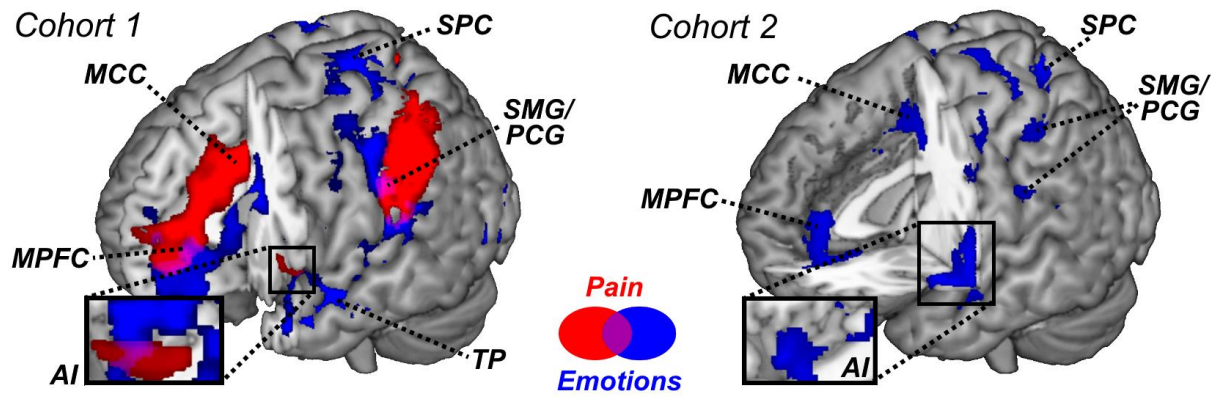 Cohort 1
SPC
MCC
SMG/
PCG
MPFC
AI
TP
Pain
Emotions
Cohort 2
SPC
MCC
SMG/
PCG
MPFC
AI